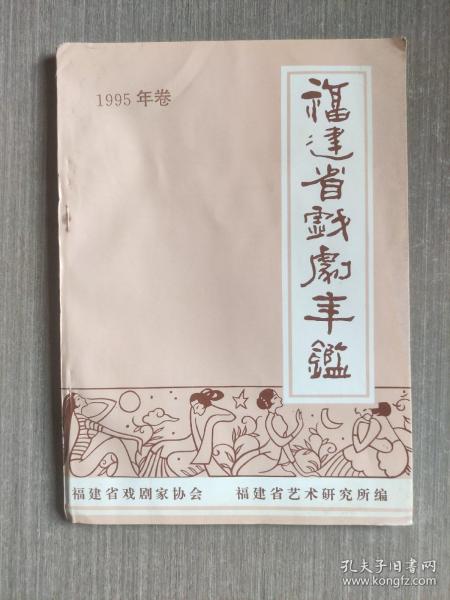 1995年卷
福建省戏剧年鑑
福建省戏剧家协会 福建省艺术研究所编
孔夫子旧书网
www.kongfz.com